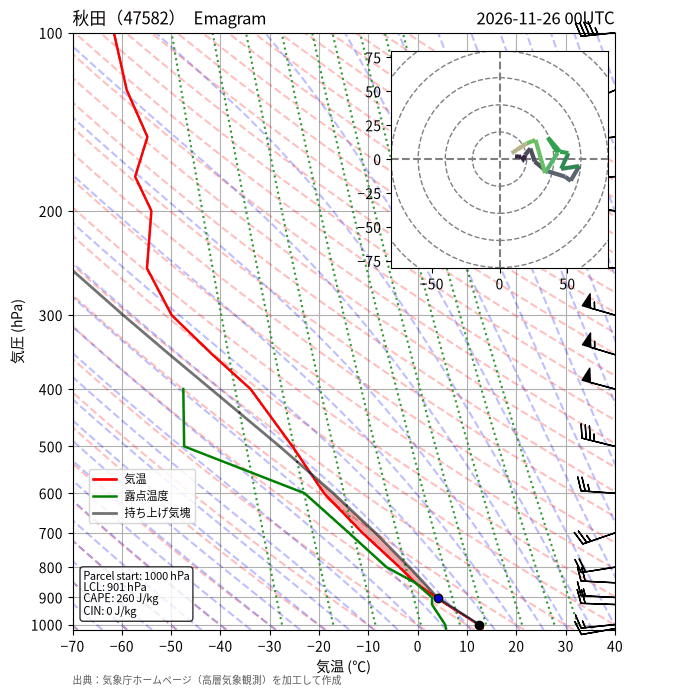 秋田（47582） Emagram
2026-11-26 00UTC
100
200
300
400
500
600
700
800
900
1000
気圧 (hPa)
75
50
25
0
−25
−50
−75
−50
0
50
気温
露点温度
持ち上げ気塊
Parcel start: 1000 hPa
LCL: 901 hPa
CAPE: 260 J/kg
CIN: 0 J/kg
−70
−60
−50
−40
−30
−20
−10
0
10
20
30
40
気温 (℃)
出典：気象庁ホームページ（高層気象観測）を加工して作成